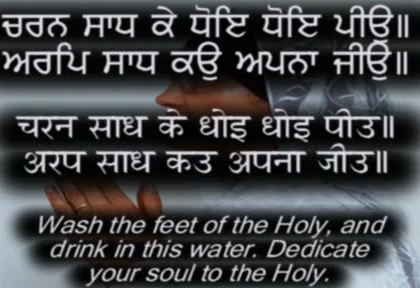 ਚਰਨ ਸਾਧ ਕੇ ਧੋਇ ਧੋਇ ਪੀਉ॥
ਅਰਪਿ ਸਾਧ ਕਉ ਅਪਨਾ ਜੀਉ॥
चरन साध के धोइ धोइ पीउ॥
अरप साध कउ अपना जीउ॥
Wash the feet of the Holy, and
drink in this water. Dedicate
your soul to the Holy.